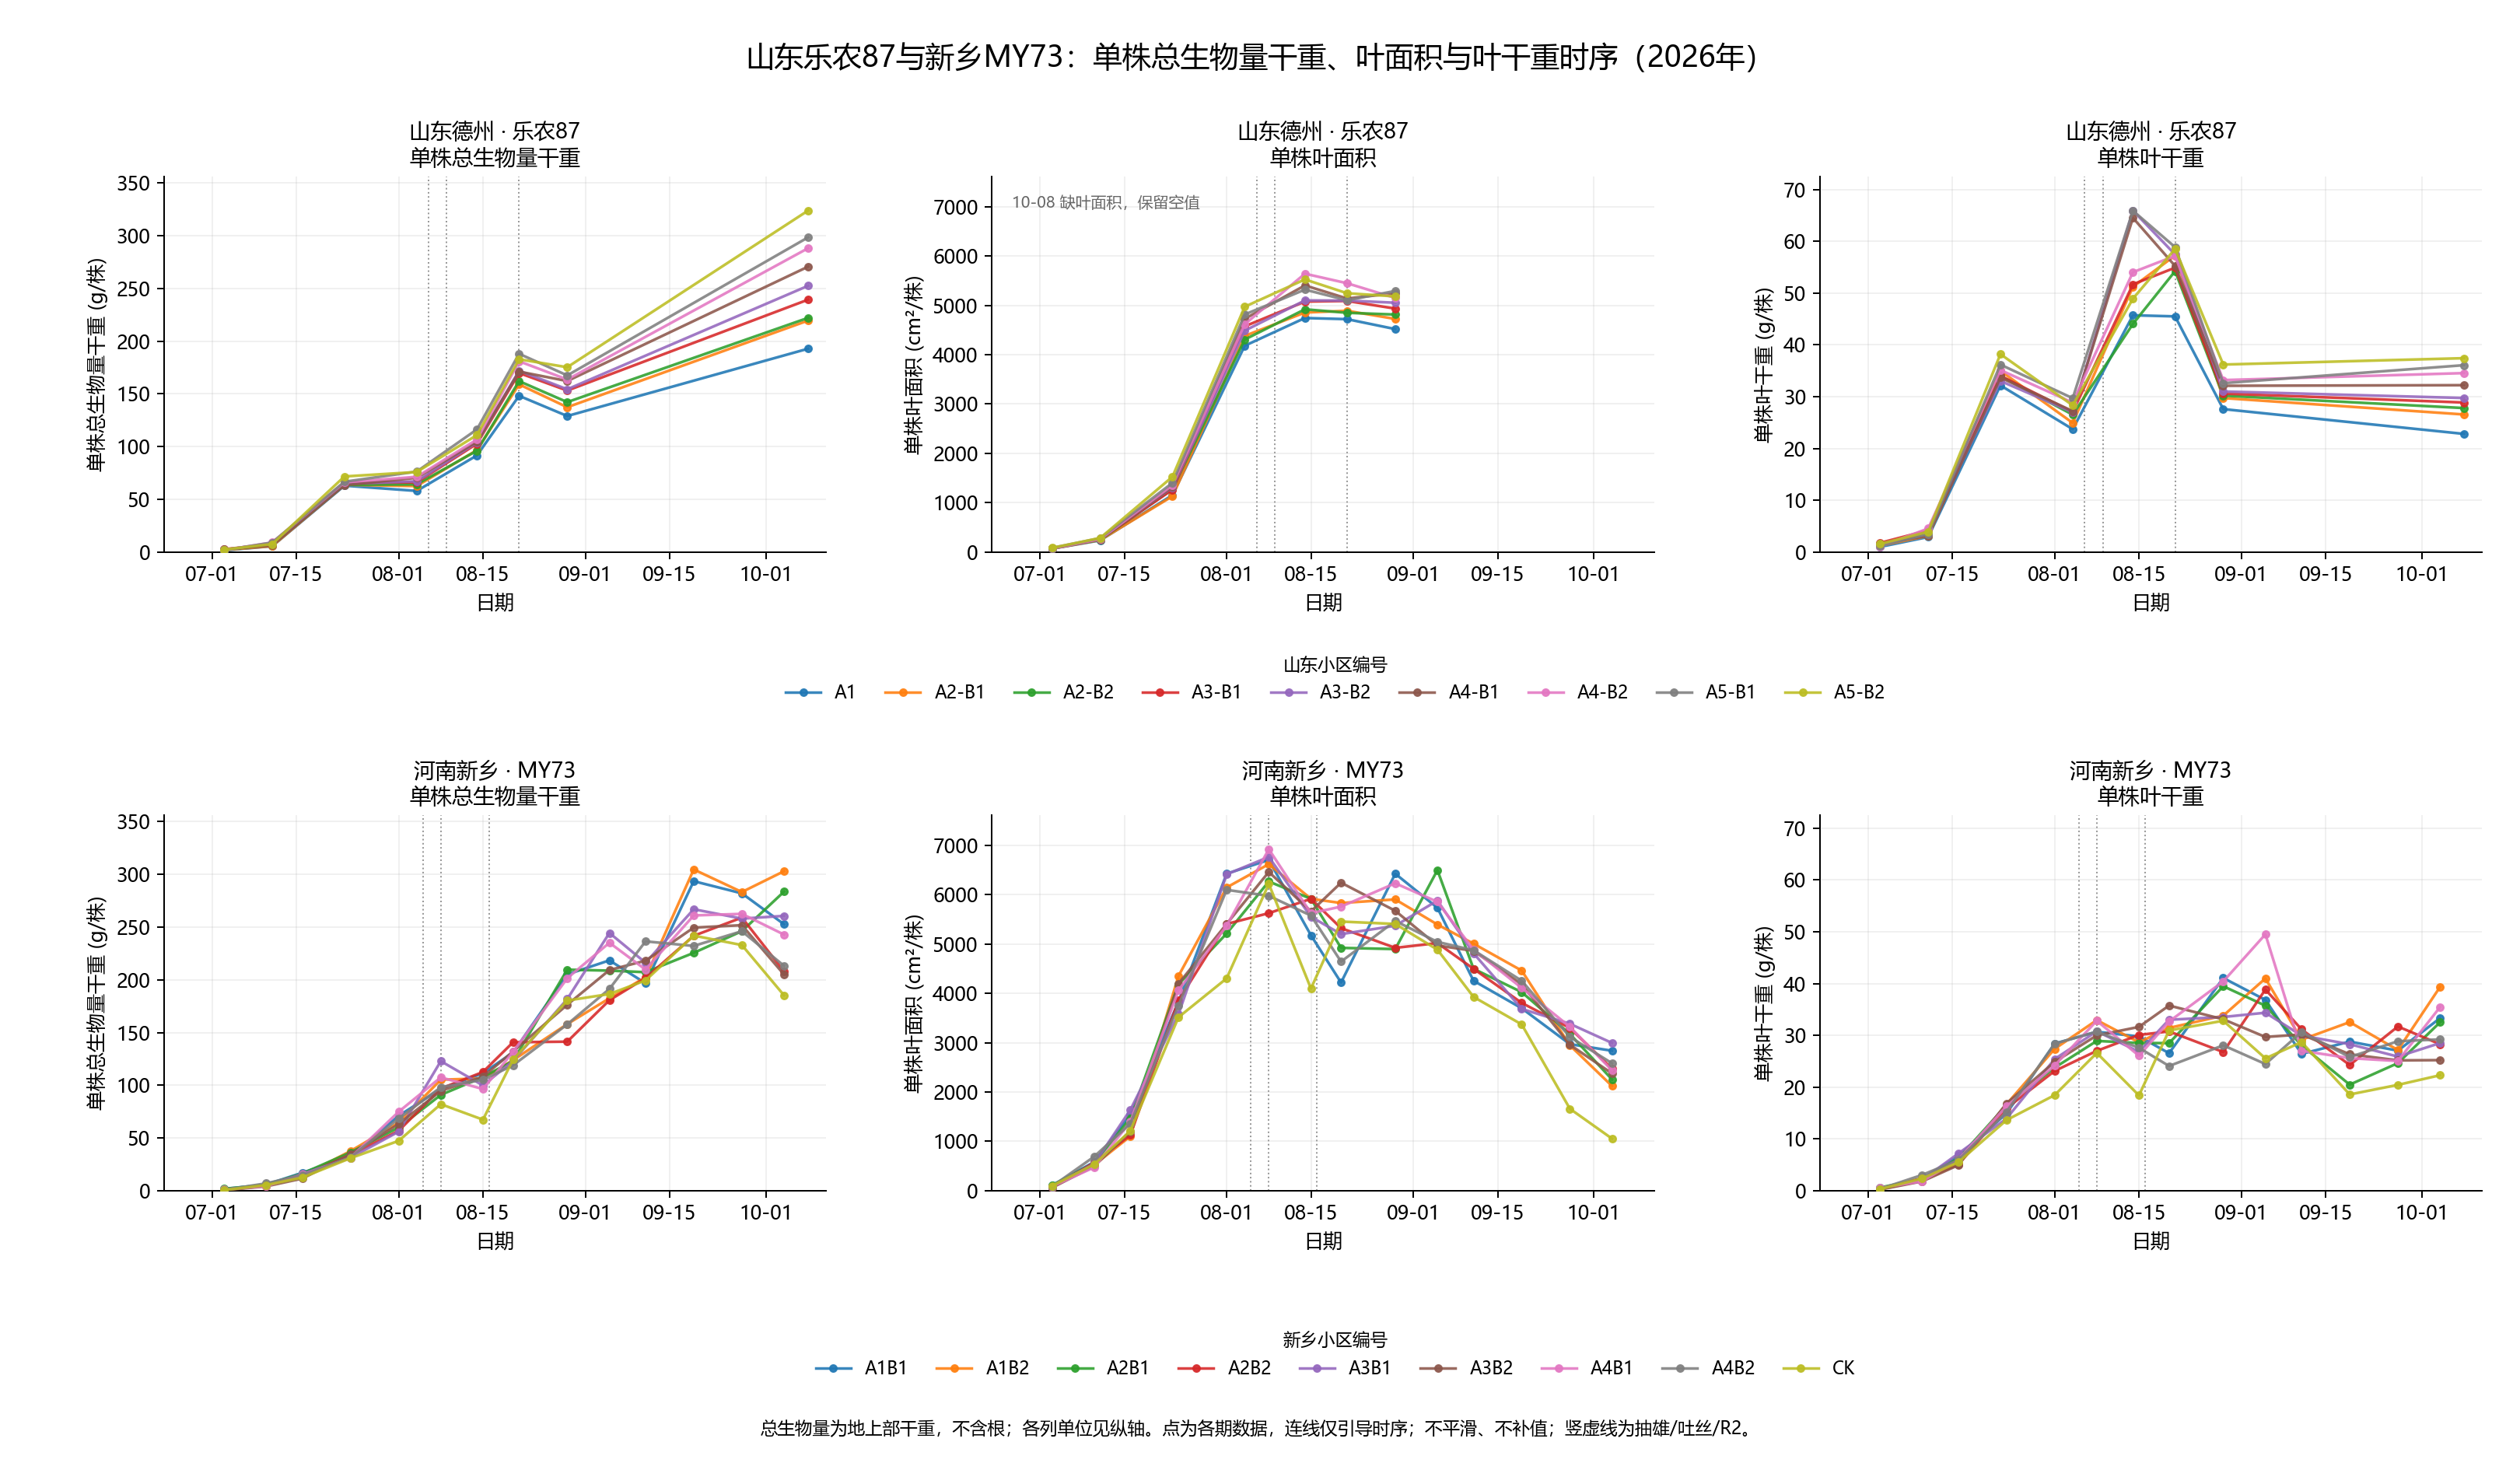 山东乐农87与新乡MY73：单株总生物量干重、叶面积与叶干重时序（2026年）
山东德州 · 乐农87
单株总生物量干重
350
300
250
200
150
100
50
0
单株总生物量干重 (g/株)
07-01 07-15 08-01 08-15 09-01 09-15 10-01
日期
山东德州 · 乐农87
单株叶面积
10-08 缺叶面积，保留空值
7000
6000
5000
4000
3000
2000
1000
0
单株叶面积 (cm²/株)
07-01 07-15 08-01 08-15 09-01 09-15 10-01
日期
山东德州 · 乐农87
单株叶干重
70
60
50
40
30
20
10
0
单株叶干重 (g/株)
07-01 07-15 08-01 08-15 09-01 09-15 10-01
日期
山东小区编号
A1 A2-B1 A2-B2 A3-B1 A3-B2 A4-B1 A4-B2 A5-B1 A5-B2
河南新乡 · MY73
单株总生物量干重
350
300
250
200
150
100
50
0
单株总生物量干重 (g/株)
07-01 07-15 08-01 08-15 09-01 09-15 10-01
日期
河南新乡 · MY73
单株叶面积
7000
6000
5000
4000
3000
2000
1000
0
单株叶面积 (cm²/株)
07-01 07-15 08-01 08-15 09-01 09-15 10-01
日期
河南新乡 · MY73
单株叶干重
70
60
50
40
30
20
10
0
单株叶干重 (g/株)
07-01 07-15 08-01 08-15 09-01 09-15 10-01
日期
新乡小区编号
A1B1 A1B2 A2B1 A2B2 A3B1 A3B2 A4B1 A4B2 CK
总生物量为地上部干重，不含根；各列单位见纵轴。点为各期数据，连线仅引导时序；不平滑、不补值；竖虚线为抽雄/吐丝/R2。